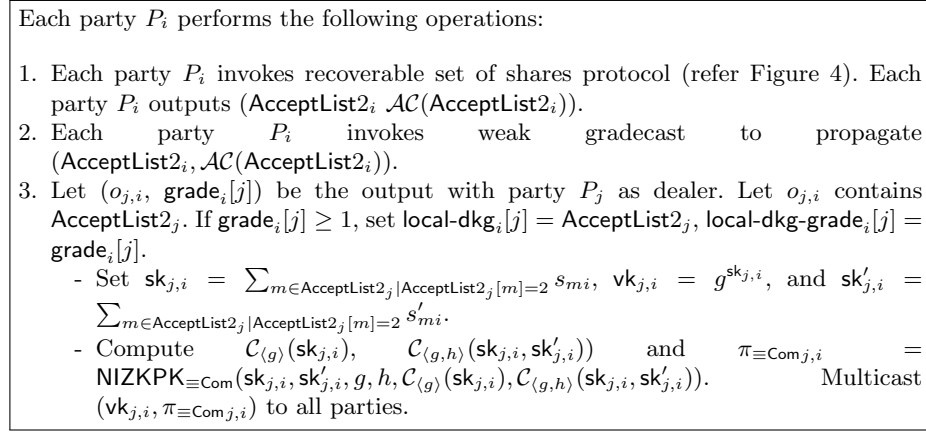 Each party P_i performs the following operations:
1. Each party P_i invokes recoverable set of shares protocol (refer Figure 4). Each
party P_i outputs (AcceptList2_i 𝒜𝒞(AcceptList2_i)).
2. Each party P_i invokes weak gradecast to propagate
(AcceptList2_i, 𝒜𝒞(AcceptList2_i)).
3. Let (o_{j,i}, grade_i[j]) be the output with party P_j as dealer. Let o_{j,i} contains
AcceptList2_j. If grade_i[j] ≥ 1, set local-dkg_i[j] = AcceptList2_j, local-dkg-grade_i[j] =
grade_i[j].
- Set sk_{j,i} = ∑_{m∈AcceptList2_j|AcceptList2_j[m]=2} s_{mi}, vk_{j,i} = g^{sk_{j,i}}, and sk′_{j,i} =
∑_{m∈AcceptList2_j|AcceptList2_j[m]=2} s′_{mi}.
- Compute 𝒞_{⟨g⟩}(sk_{j,i}), 𝒞_{⟨g,h⟩}(sk_{j,i}, sk′_{j,i})) and π_{≡Com j,i} =
NIZKPK_{≡Com}(sk_{j,i}, sk′_{j,i}, g, h, 𝒞_{⟨g⟩}(sk_{j,i}), 𝒞_{⟨g,h⟩}(sk_{j,i}, sk′_{j,i})). Multicast
(vk_{j,i}, π_{≡Com j,i}) to all parties.